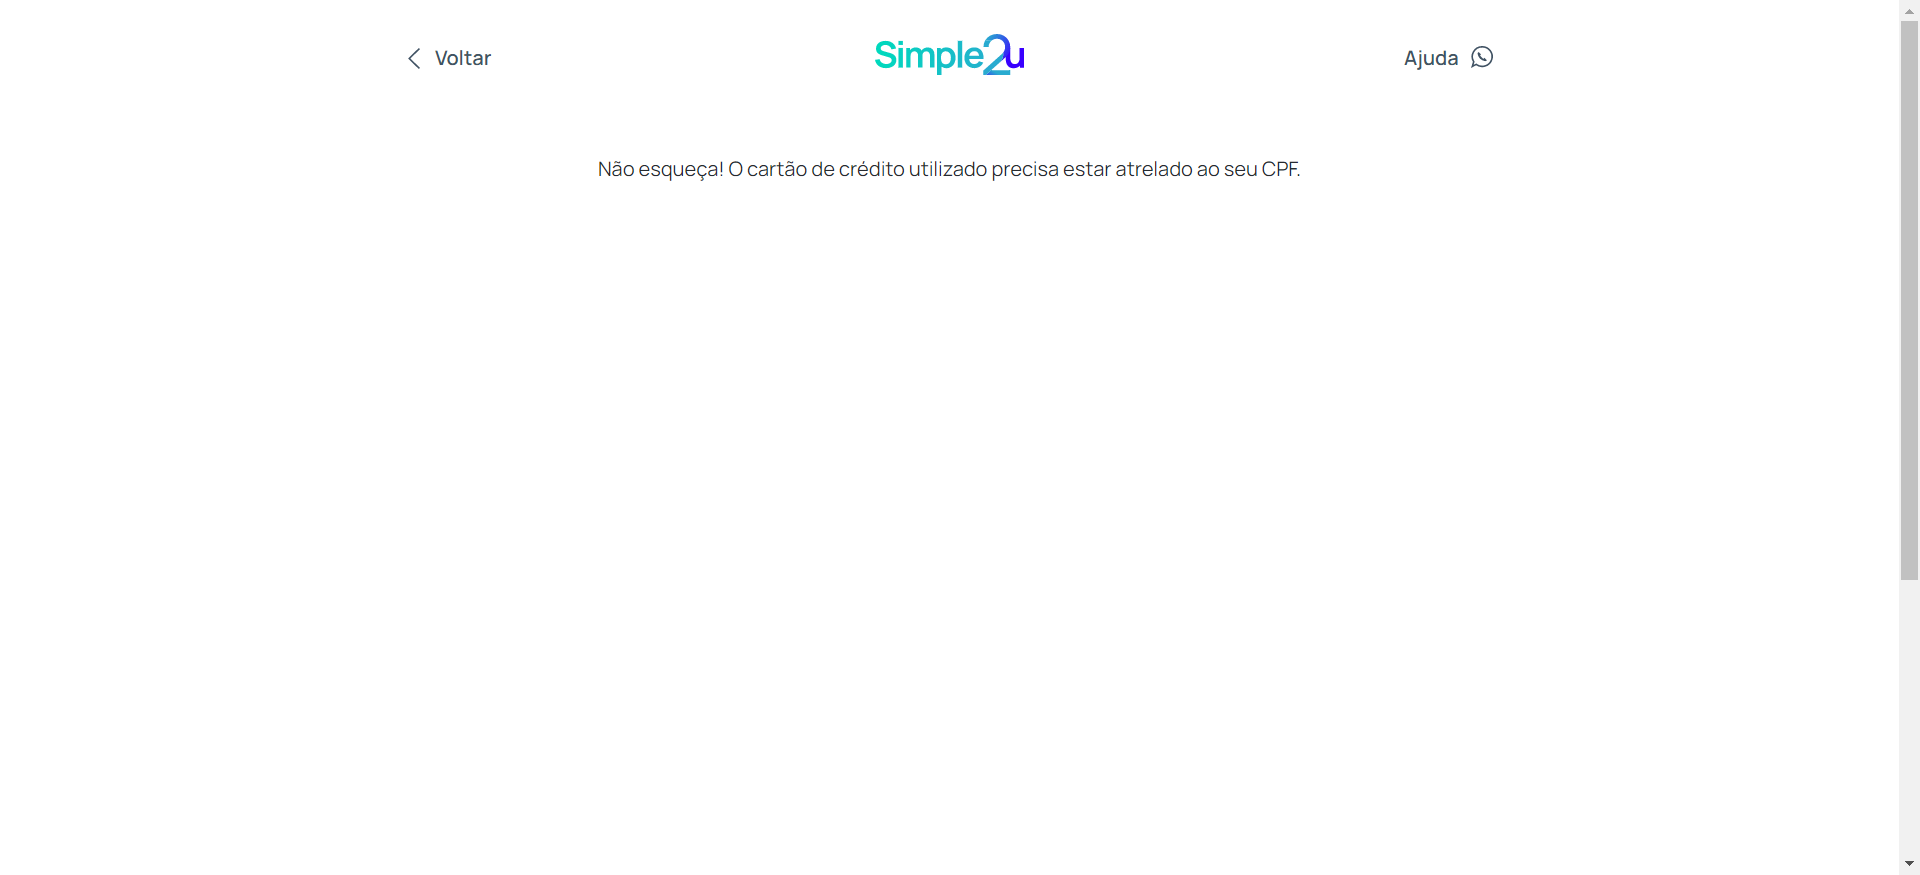 Voltar
Simple2u
Ajuda
Não esqueça! O cartão de crédito utilizado precisa estar atrelado ao seu CPF.